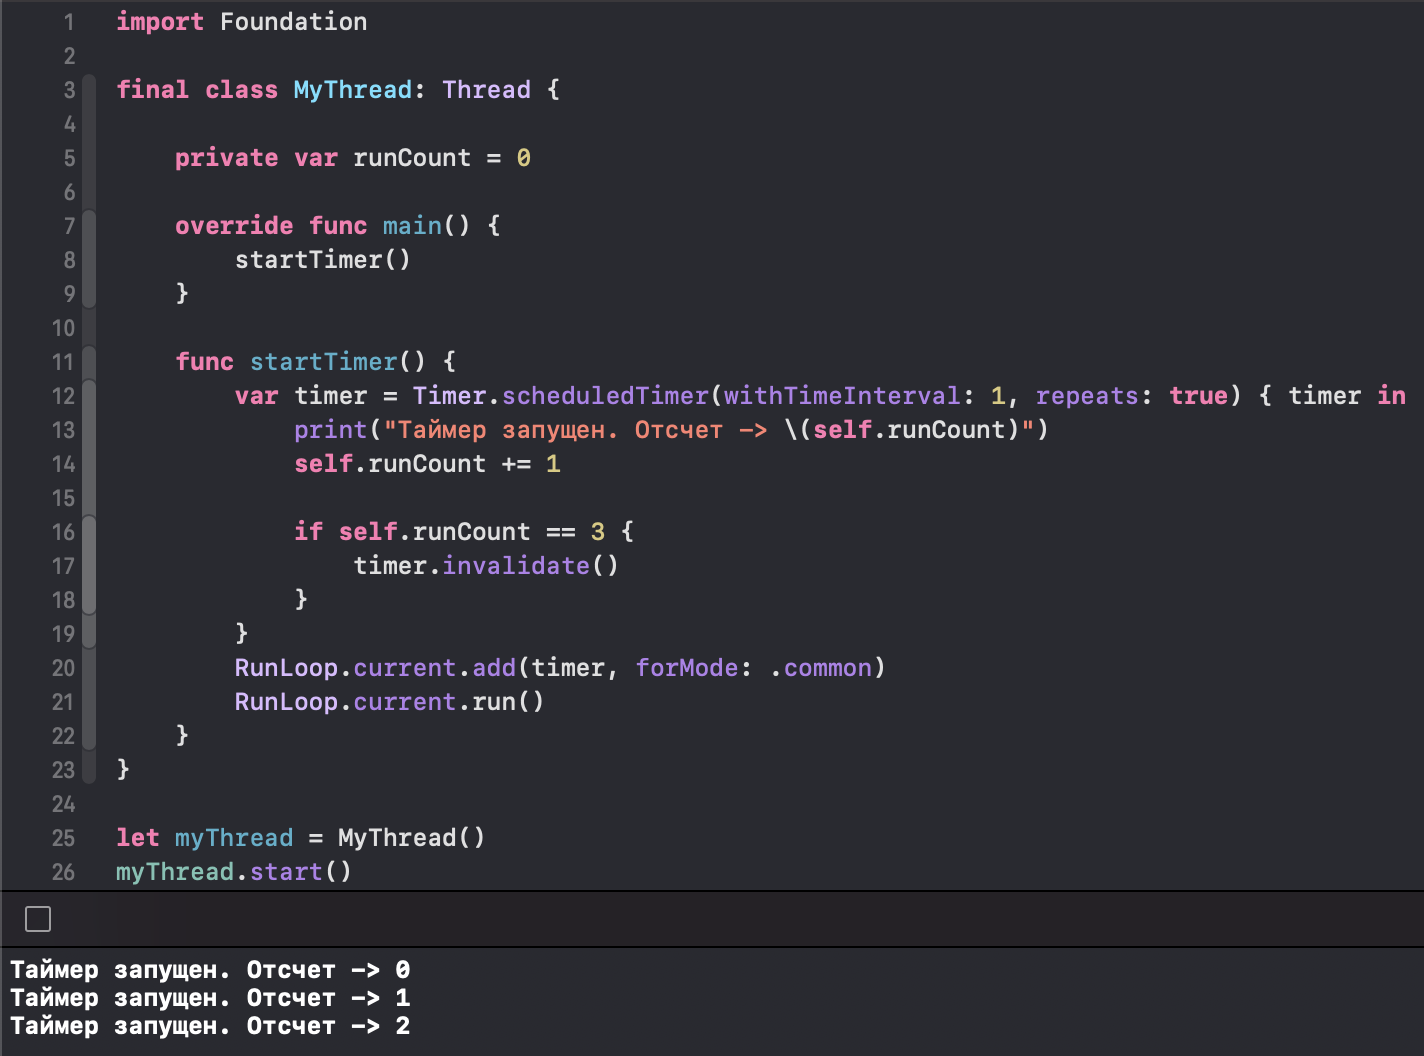 1 import Foundation
2
3 final class MyThread: Thread {
4
5     private var runCount = 0
6
7     override func main() {
8         startTimer()
9     }
10
11     func startTimer() {
12         var timer = Timer.scheduledTimer(withTimeInterval: 1, repeats: true) { timer in
13             print("Таймер запущен. Отсчет –> \(self.runCount)")
14             self.runCount += 1
15
16             if self.runCount == 3 {
17                 timer.invalidate()
18             }
19         }
20         RunLoop.current.add(timer, forMode: .common)
21         RunLoop.current.run()
22     }
23 }
24
25 let myThread = MyThread()
26 myThread.start()
Таймер запущен. Отсчет –> 0
Таймер запущен. Отсчет –> 1
Таймер запущен. Отсчет –> 2